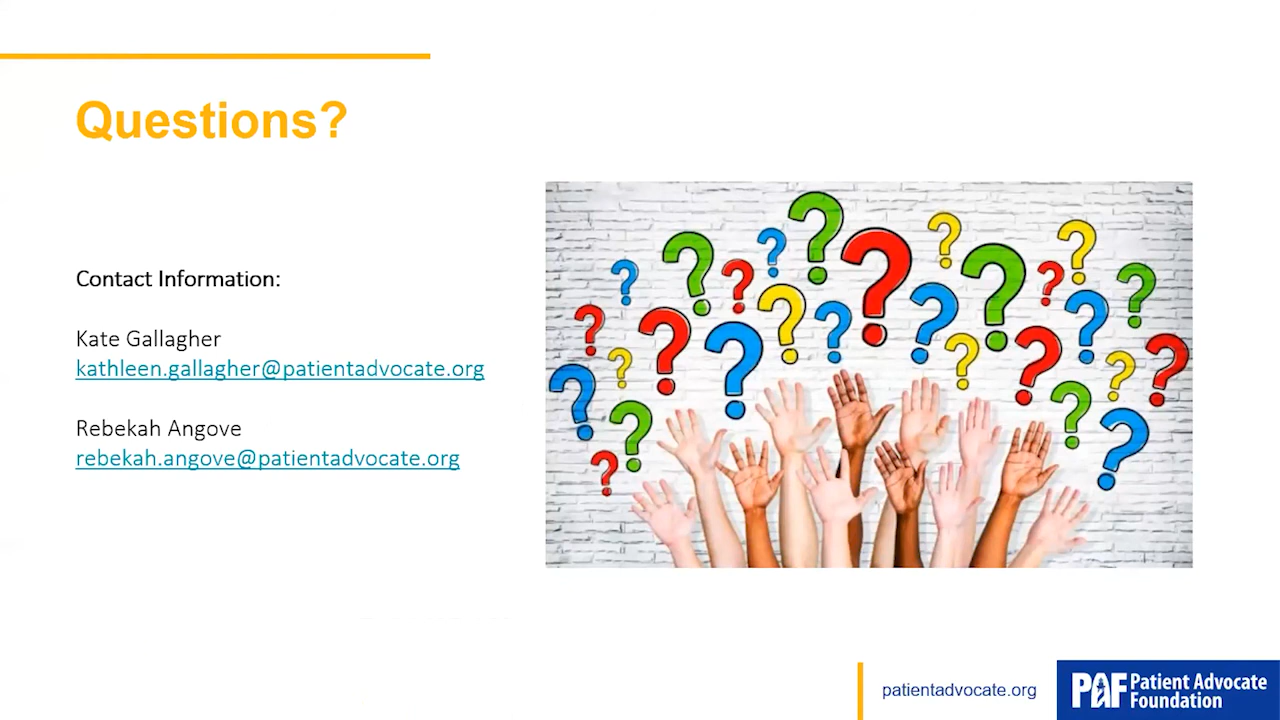 Questions?
Contact Information:
Kate Gallagher
kathleen.gallagher@patientadvocate.org
Rebekah Angove
rebekah.angove@patientadvocate.org
patientadvocate.org
PAF Patient Advocate
Foundation